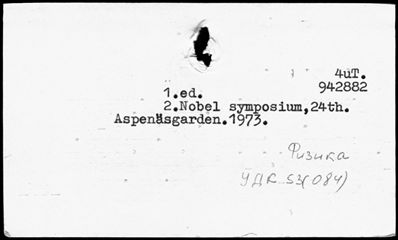 4uT.
942882
1.ed.
2.Nobel symposium,24th.
Aspenäsgarden.1973.
Физика
УДК 53(084)